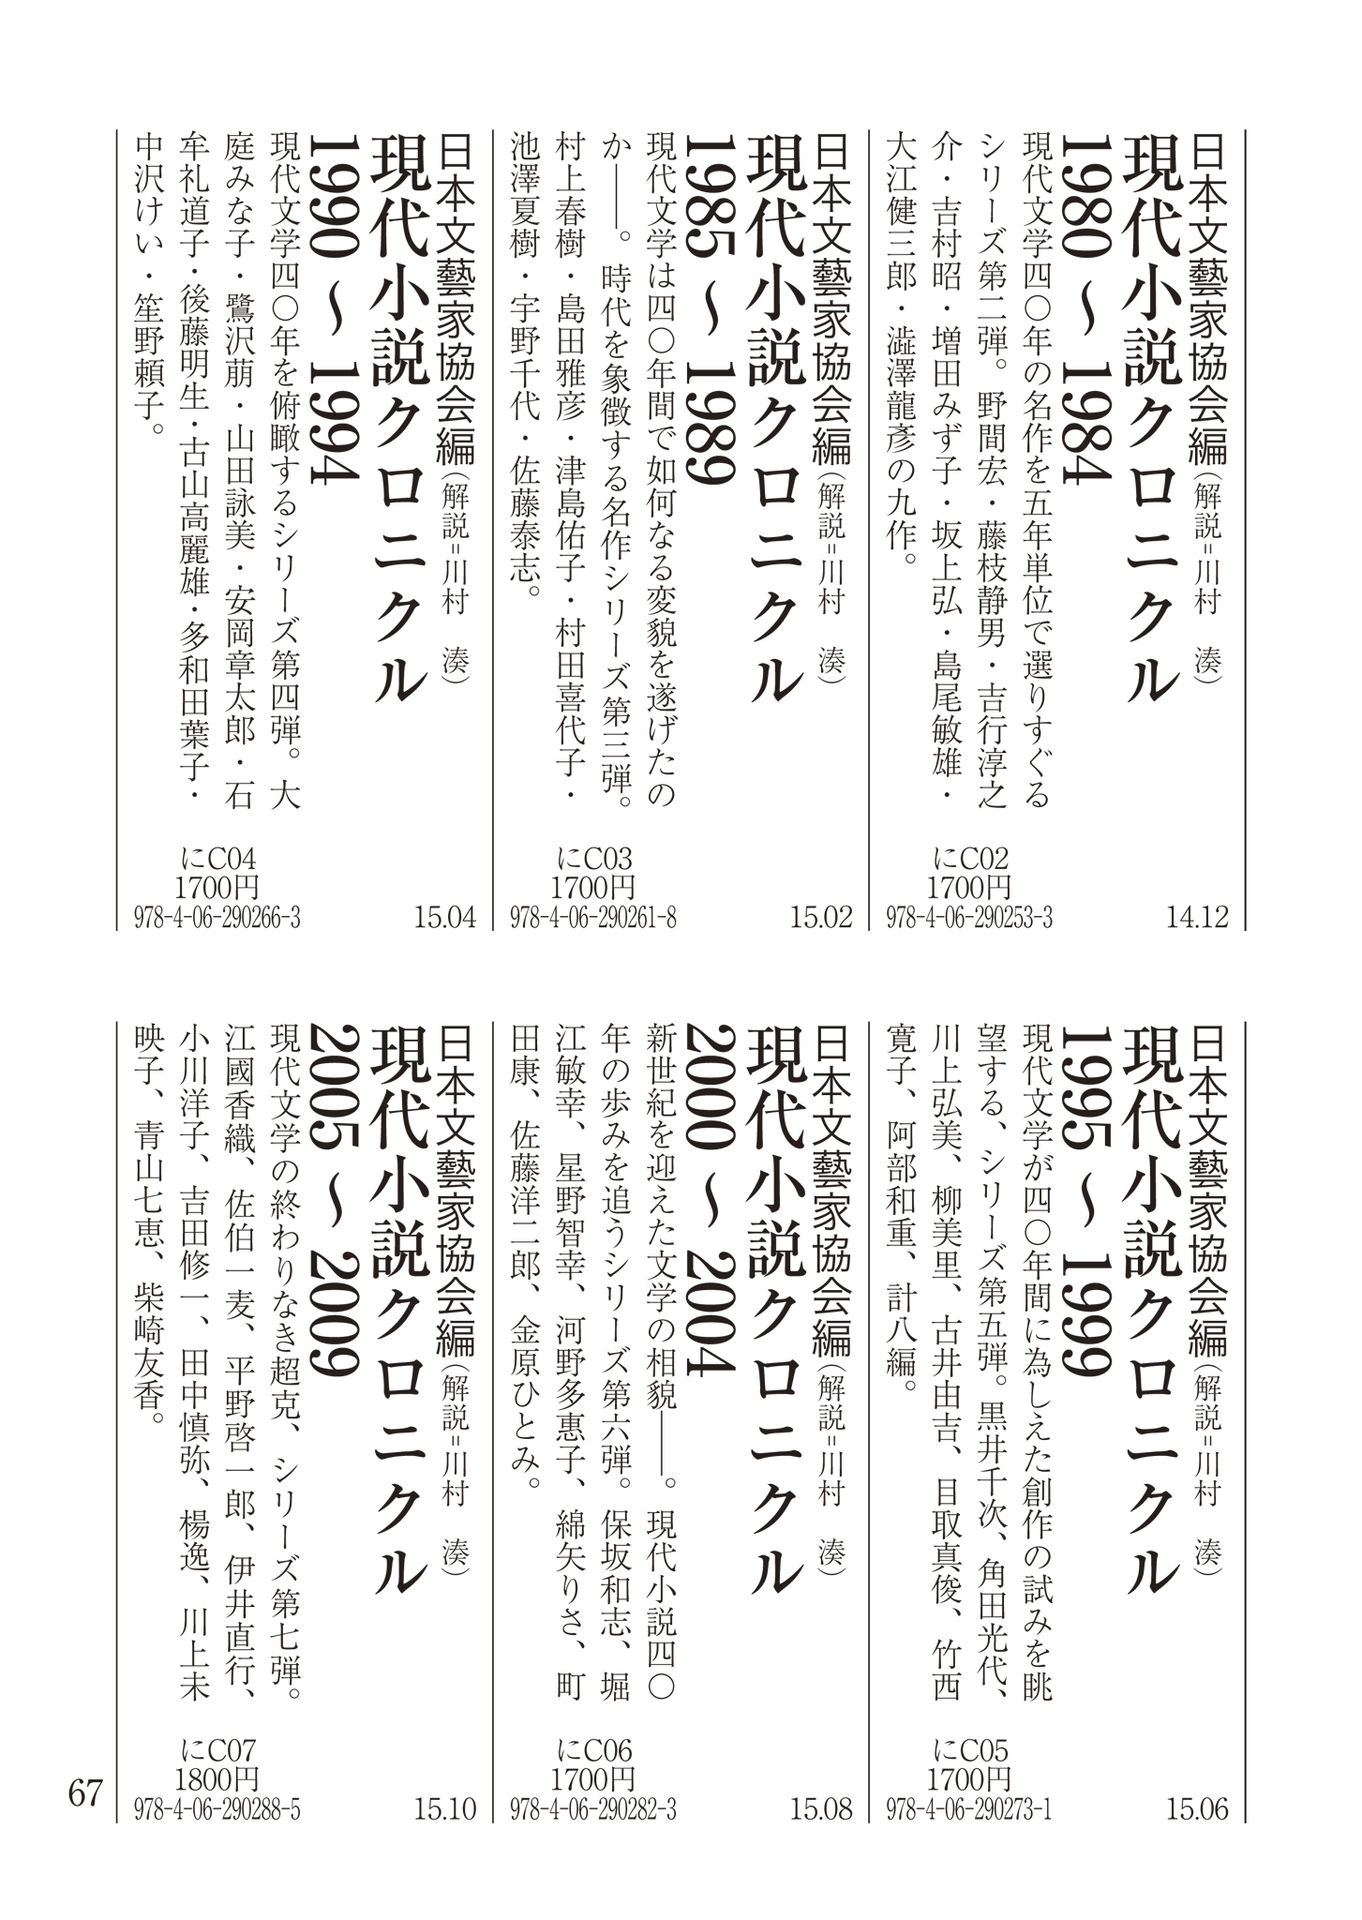 日本文藝家協会編（解説=川村　湊）
現代小説クロニクル
1980～1984
現代文学四〇年の名作を五年単位で選りすぐる
シリーズ第二弾。野間宏・藤枝静男・吉行淳之
介・吉村昭・増田みず子・坂上弘・島尾敏雄・
大江健三郎・澁澤龍彥の九作。
にC02
1700円
978-4-06-290253-3
14.12
日本文藝家協会編（解説=川村　湊）
現代小説クロニクル
1985～1989
現代文学は四〇年間で如何なる変貌を遂げたの
か――。時代を象徴する名作シリーズ第三弾。
村上春樹・島田雅彦・津島佑子・村田喜代子・
池澤夏樹・宇野千代・佐藤泰志。
にC03
1700円
978-4-06-290261-8
15.02
日本文藝家協会編（解説=川村　湊）
現代小説クロニクル
1990～1994
現代文学四〇年を俯瞰するシリーズ第四弾。大
庭みな子・鷺沢萠・山田詠美・安岡章太郎・石
牟礼道子・後藤明生・古山高麗雄・多和田葉子・
中沢けい・笙野頼子。
にC04
1700円
978-4-06-290266-3
15.04
日本文藝家協会編（解説=川村　湊）
現代小説クロニクル
1995～1999
現代文学が四〇年間に為しえた創作の試みを眺
望する、シリーズ第五弾。黒井千次、角田光代、
川上弘美、柳美里、古井由吉、目取真俊、竹西
寛子、阿部和重、計八編。
にC05
1700円
978-4-06-290273-1
15.06
日本文藝家協会編（解説=川村　湊）
現代小説クロニクル
2000～2004
新世紀を迎えた文学の相貌――。現代小説四〇
年の歩みを追うシリーズ第六弾。保坂和志、堀
江敏幸、星野智幸、河野多惠子、綿矢りさ、町
田康、佐藤洋二郎、金原ひとみ。
にC06
1700円
978-4-06-290282-3
15.08
日本文藝家協会編（解説=川村　湊）
現代小説クロニクル
2005～2009
現代文学の終わりなき超克、シリーズ第七弾。
江國香織、佐伯一麦、平野啓一郎、伊井直行、
小川洋子、吉田修一、田中慎弥、楊逸、川上未
映子、青山七恵、柴崎友香。
にC07
1800円
978-4-06-290288-5
15.10
67